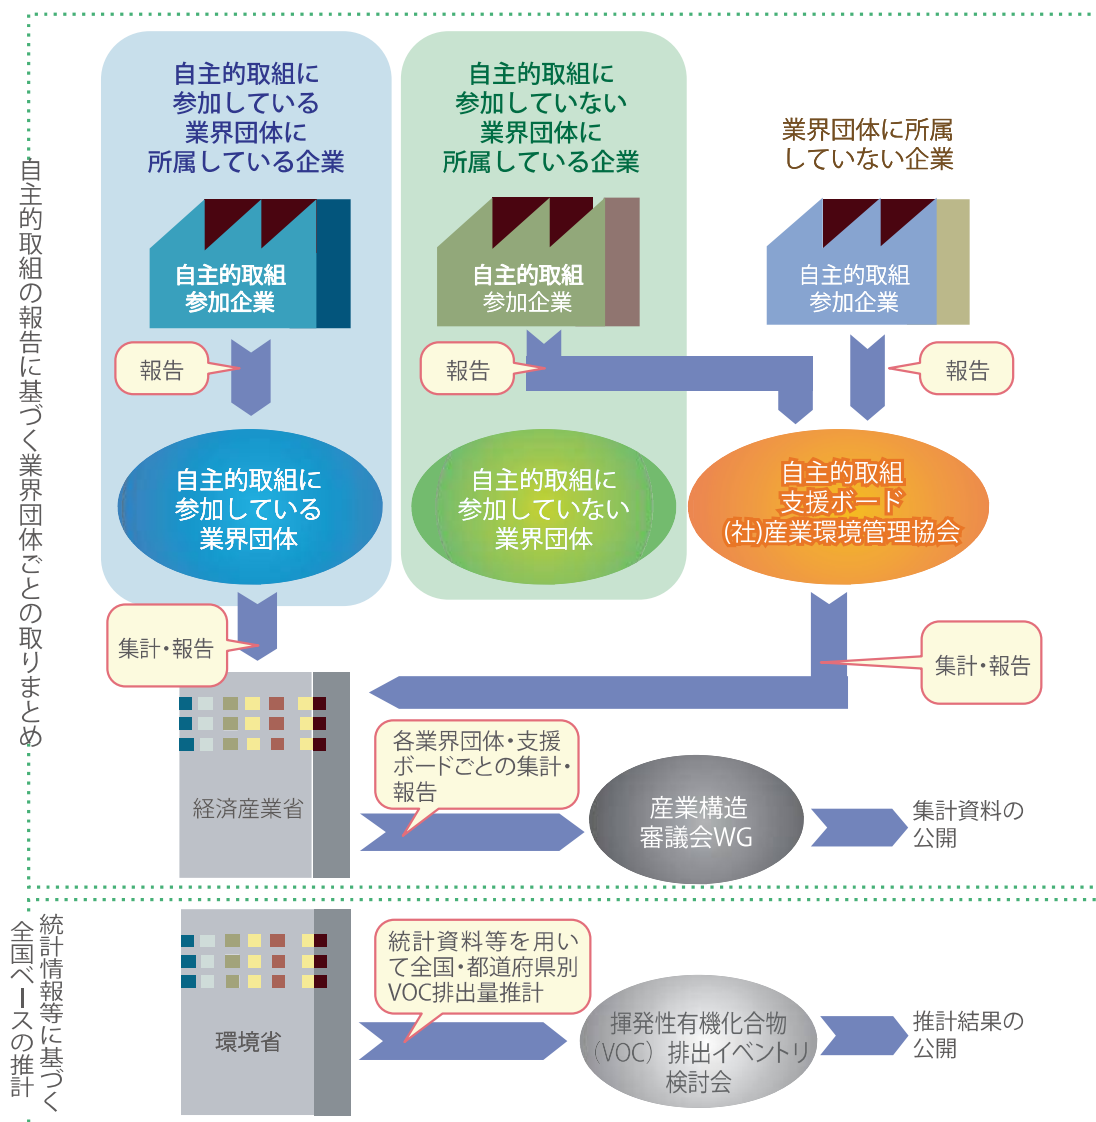 自主的取組の報告に基づく業界団体ごとの取りまとめ
自主的取組に
参加している
業界団体に
所属している企業
自主的取組に
参加していない
業界団体に
所属している企業
業界団体に所属
していない企業
自主的取組
参加企業
自主的取組
参加企業
自主的取組
参加企業
報告
報告
報告
自主的取組に
参加している
業界団体
自主的取組に
参加していない
業界団体
自主的取組
支援ボード
(社)産業環境管理協会
集計・報告
集計・報告
経済産業省
各業界団体・支援
ボードごとの集計・
報告
産業構造
審議会WG
集計資料の
公開
統計情報等に基づく
全国ベースの推計
環境省
統計資料等を用い
て全国・都道府県別
VOC排出量推計
揮発性有機化合物
（VOC）排出イベントリ
検討会
推計結果の
公開